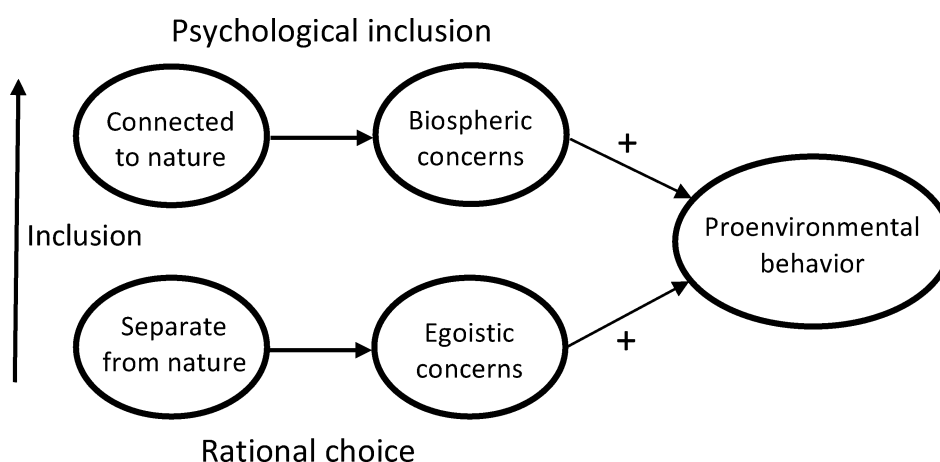 Psychological inclusion
Connected
to nature
Biospheric
concerns
+
Proenvironmental
behavior
Inclusion
Separate
from nature
Egoistic
concerns
+
Rational choice